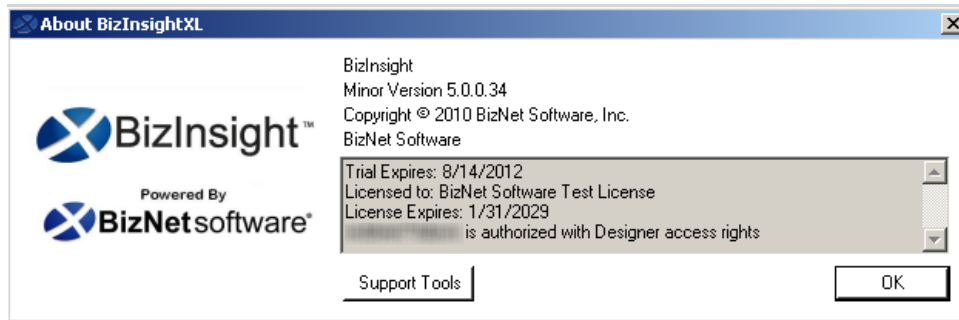 About BizInsightXL
BizInsight™
Powered By
BizNetsoftware®
BizInsight
Minor Version 5.0.0.34
Copyright © 2010 BizNet Software, Inc.
BizNet Software
Trial Expires: 8/14/2012
Licensed to: BizNet Software Test License
License Expires: 1/31/2029
is authorized with Designer access rights
Support Tools
OK